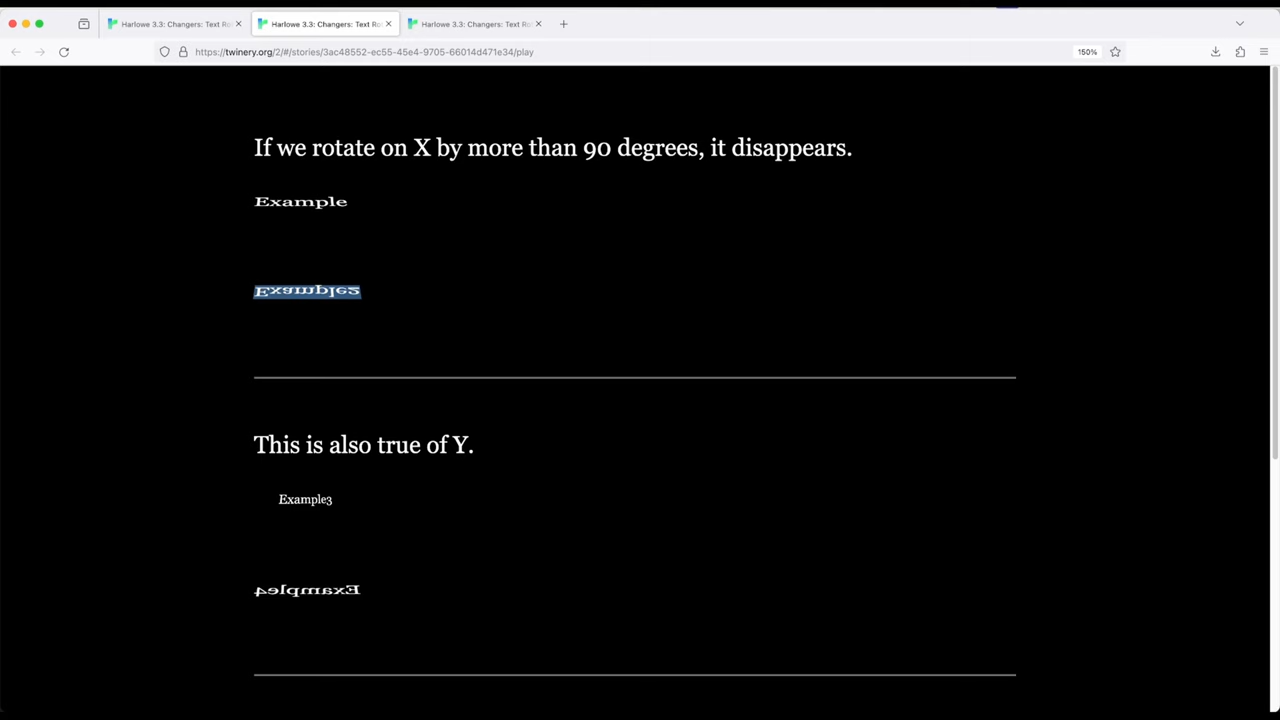 Harlowe 3.3: Changers: Text Ro
Harlowe 3.3: Changers: Text Ro
Harlowe 3.3: Changers: Text Ro
https://twinery.org/2/#/stories/3ac48552-ec55-45e4-9705-66014d471e34/play
150%
If we rotate on X by more than 90 degrees, it disappears.
Example
Example2
This is also true of Y.
Example3
Example4